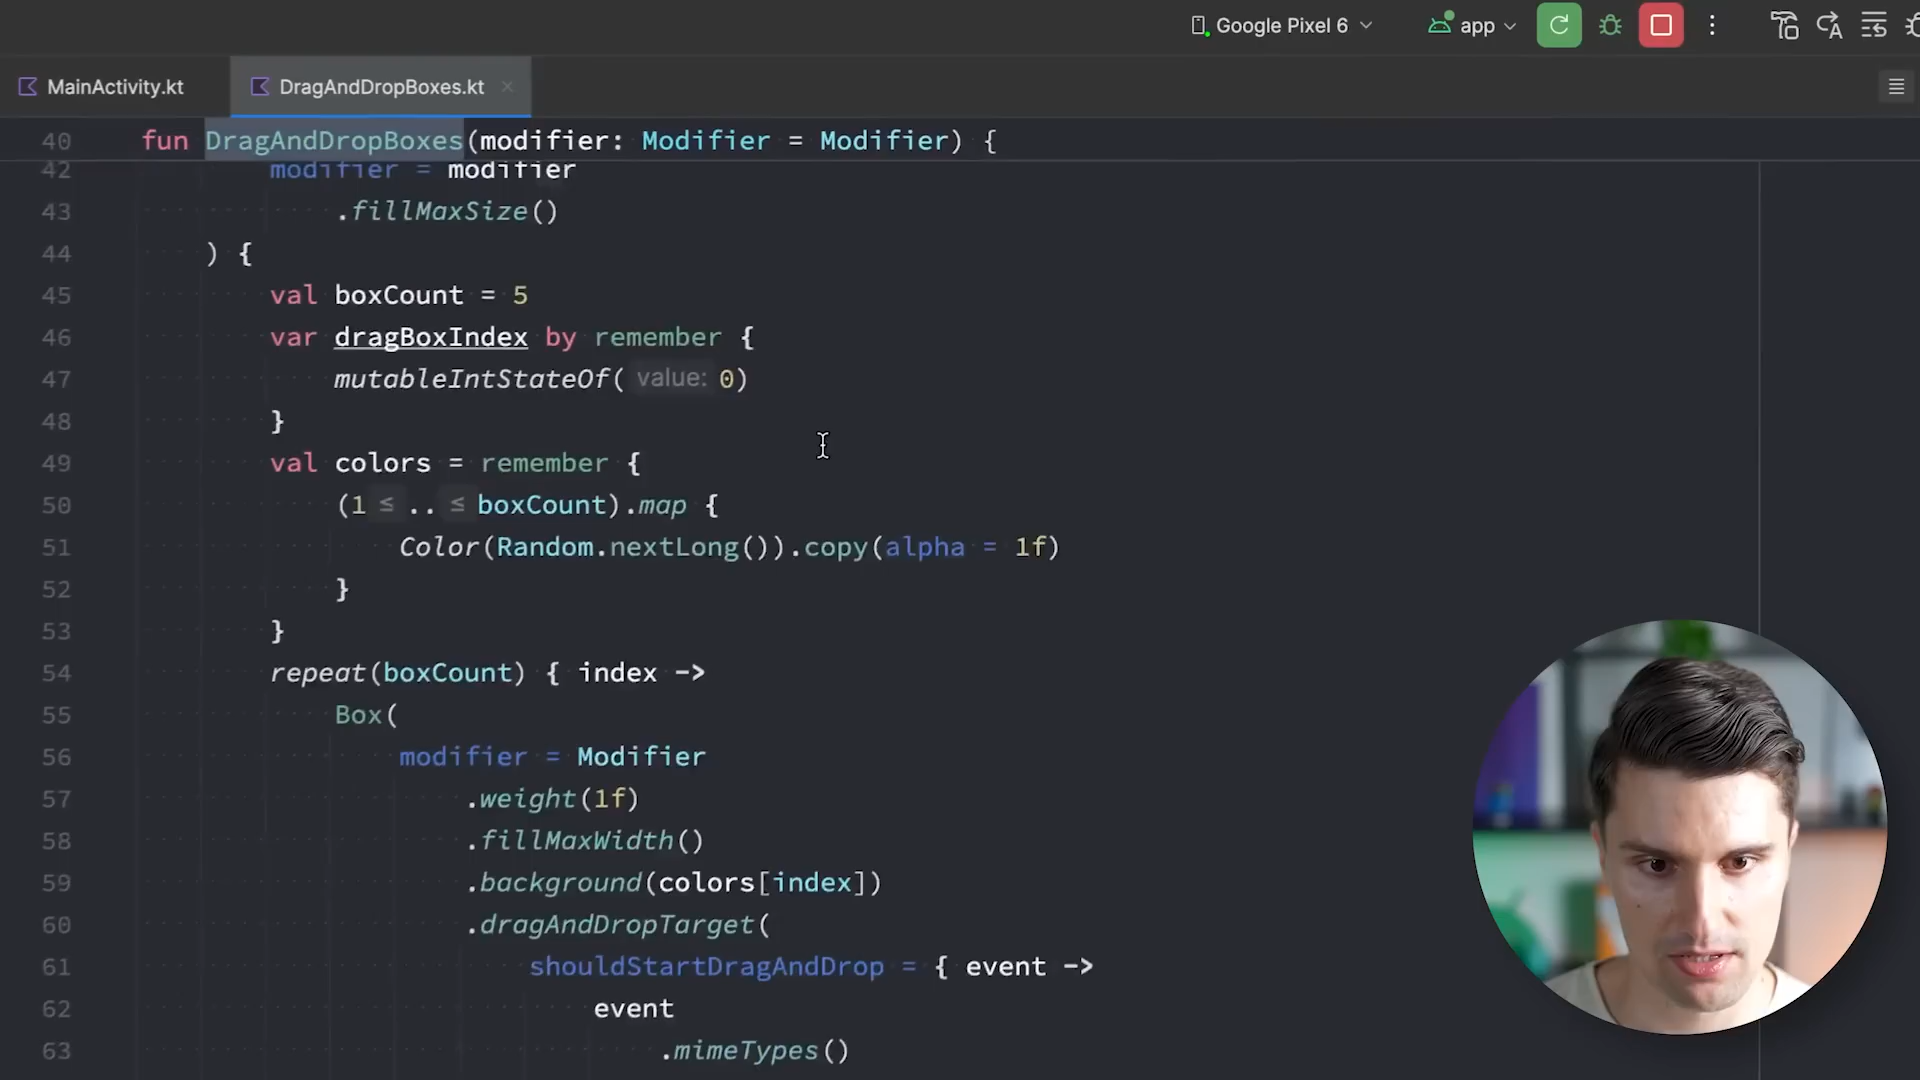 Google Pixel 6
app
MainActivity.kt
DragAndDropBoxes.kt
40 fun DragAndDropBoxes(modifier: Modifier = Modifier) {
42 modifier = modifier
43 .fillMaxSize()
44 ) {
45 val boxCount = 5
46 var dragBoxIndex by remember {
47 mutableIntStateOf( value: 0)
48 }
49 val colors = remember {
50 (1 ≤ .. ≤ boxCount).map {
51 Color(Random.nextLong()).copy(alpha = 1f)
52 }
53 }
54 repeat(boxCount) { index ->
55 Box(
56 modifier = Modifier
57 .weight(1f)
58 .fillMaxWidth()
59 .background(colors[index])
60 .dragAndDropTarget(
61 shouldStartDragAndDrop = { event ->
62 event
63 .mimeTypes()